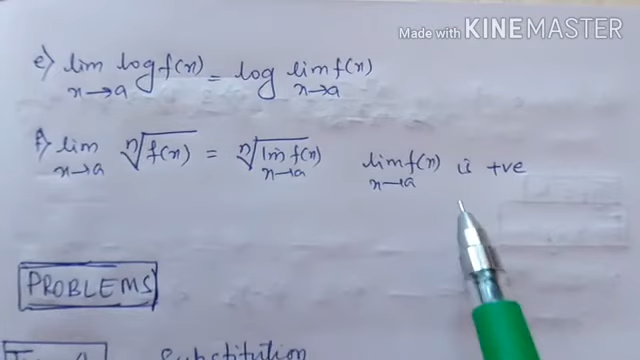 Made with KINEMASTER
e) lim x→a log f(x) = log lim x→a f(x)
f) lim x→a ⁿ√f(x) = ⁿ√lim x→a f(x) lim x→a f(x) is +ve
PROBLEMS
Substitution